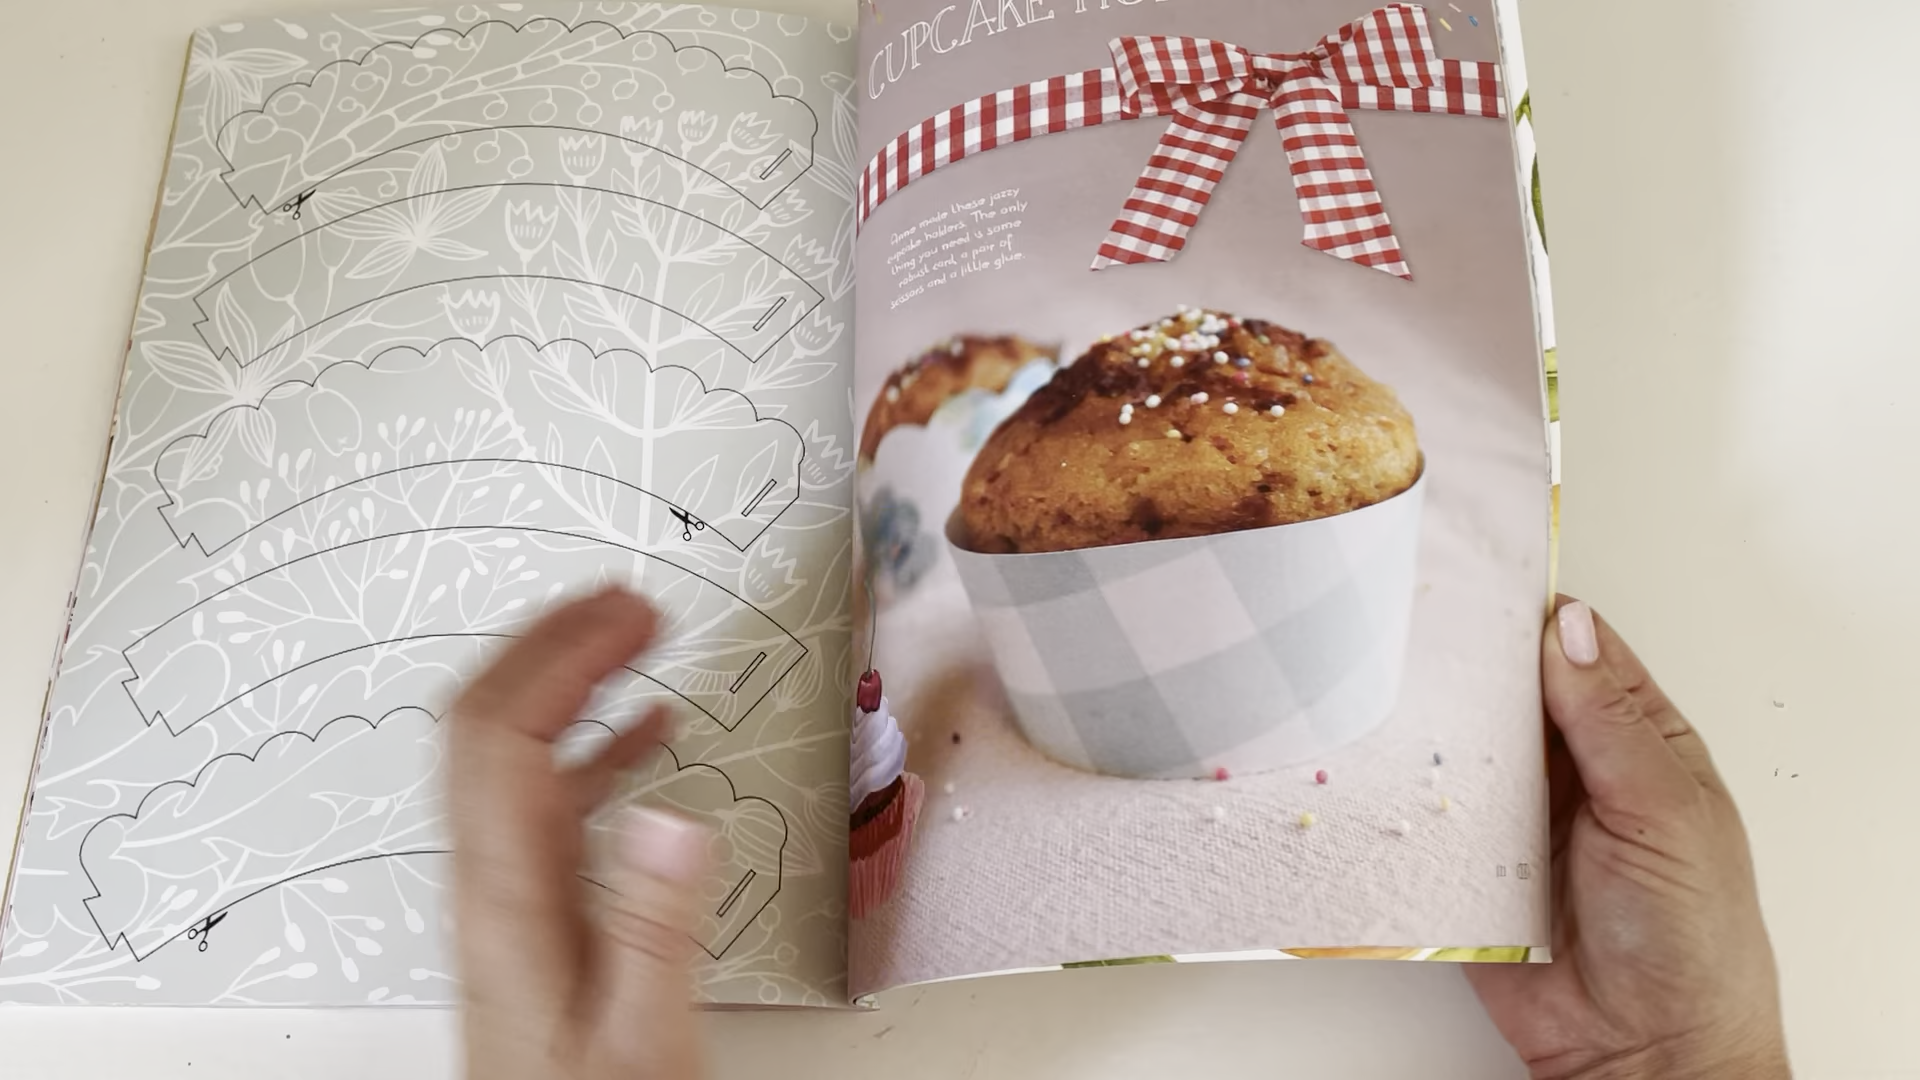 CUPCAKE
Anne made these jazzy
cupcake holders. The only
thing you need is some
robust card, a pair of
scissors and a little glue.